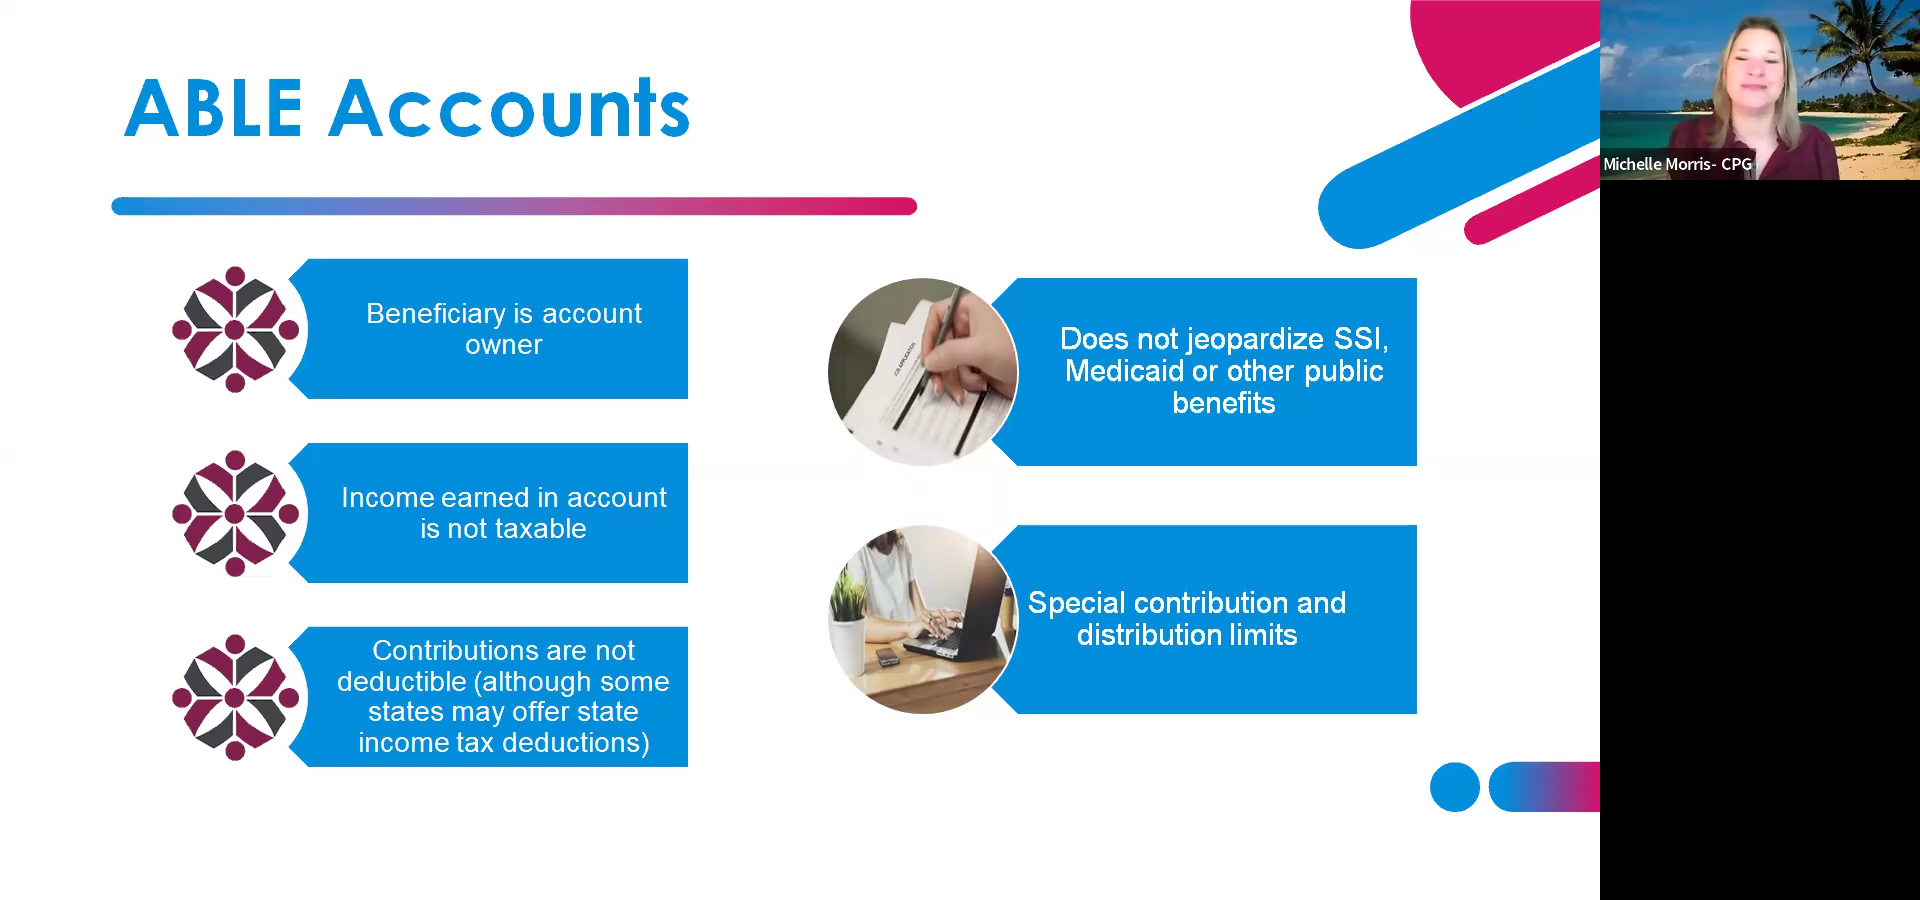 ABLE Accounts
Beneficiary is account
owner
Income earned in account
is not taxable
Contributions are not
deductible (although some
states may offer state
income tax deductions)
Does not jeopardize SSI,
Medicaid or other public
benefits
Special contribution and
distribution limits
JOB APPLICATION
Michelle Morris- CPG